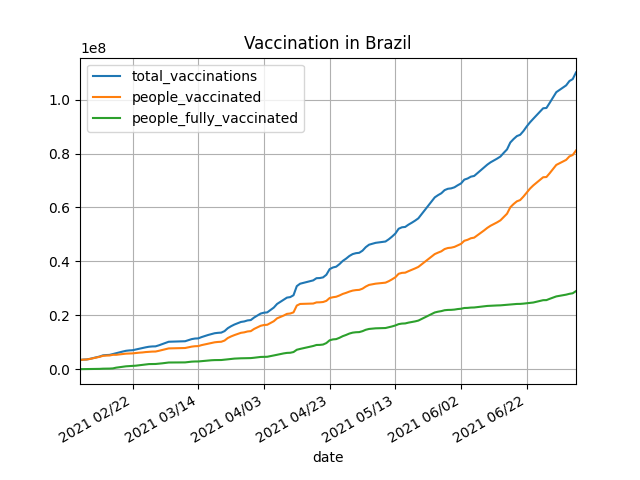 Vaccination in Brazil
1e8
total_vaccinations
people_vaccinated
people_fully_vaccinated
1.0
0.8
0.6
0.4
0.2
0.0
2021 02/22
2021 03/14
2021 04/03
2021 04/23
2021 05/13
2021 06/02
2021 06/22
date